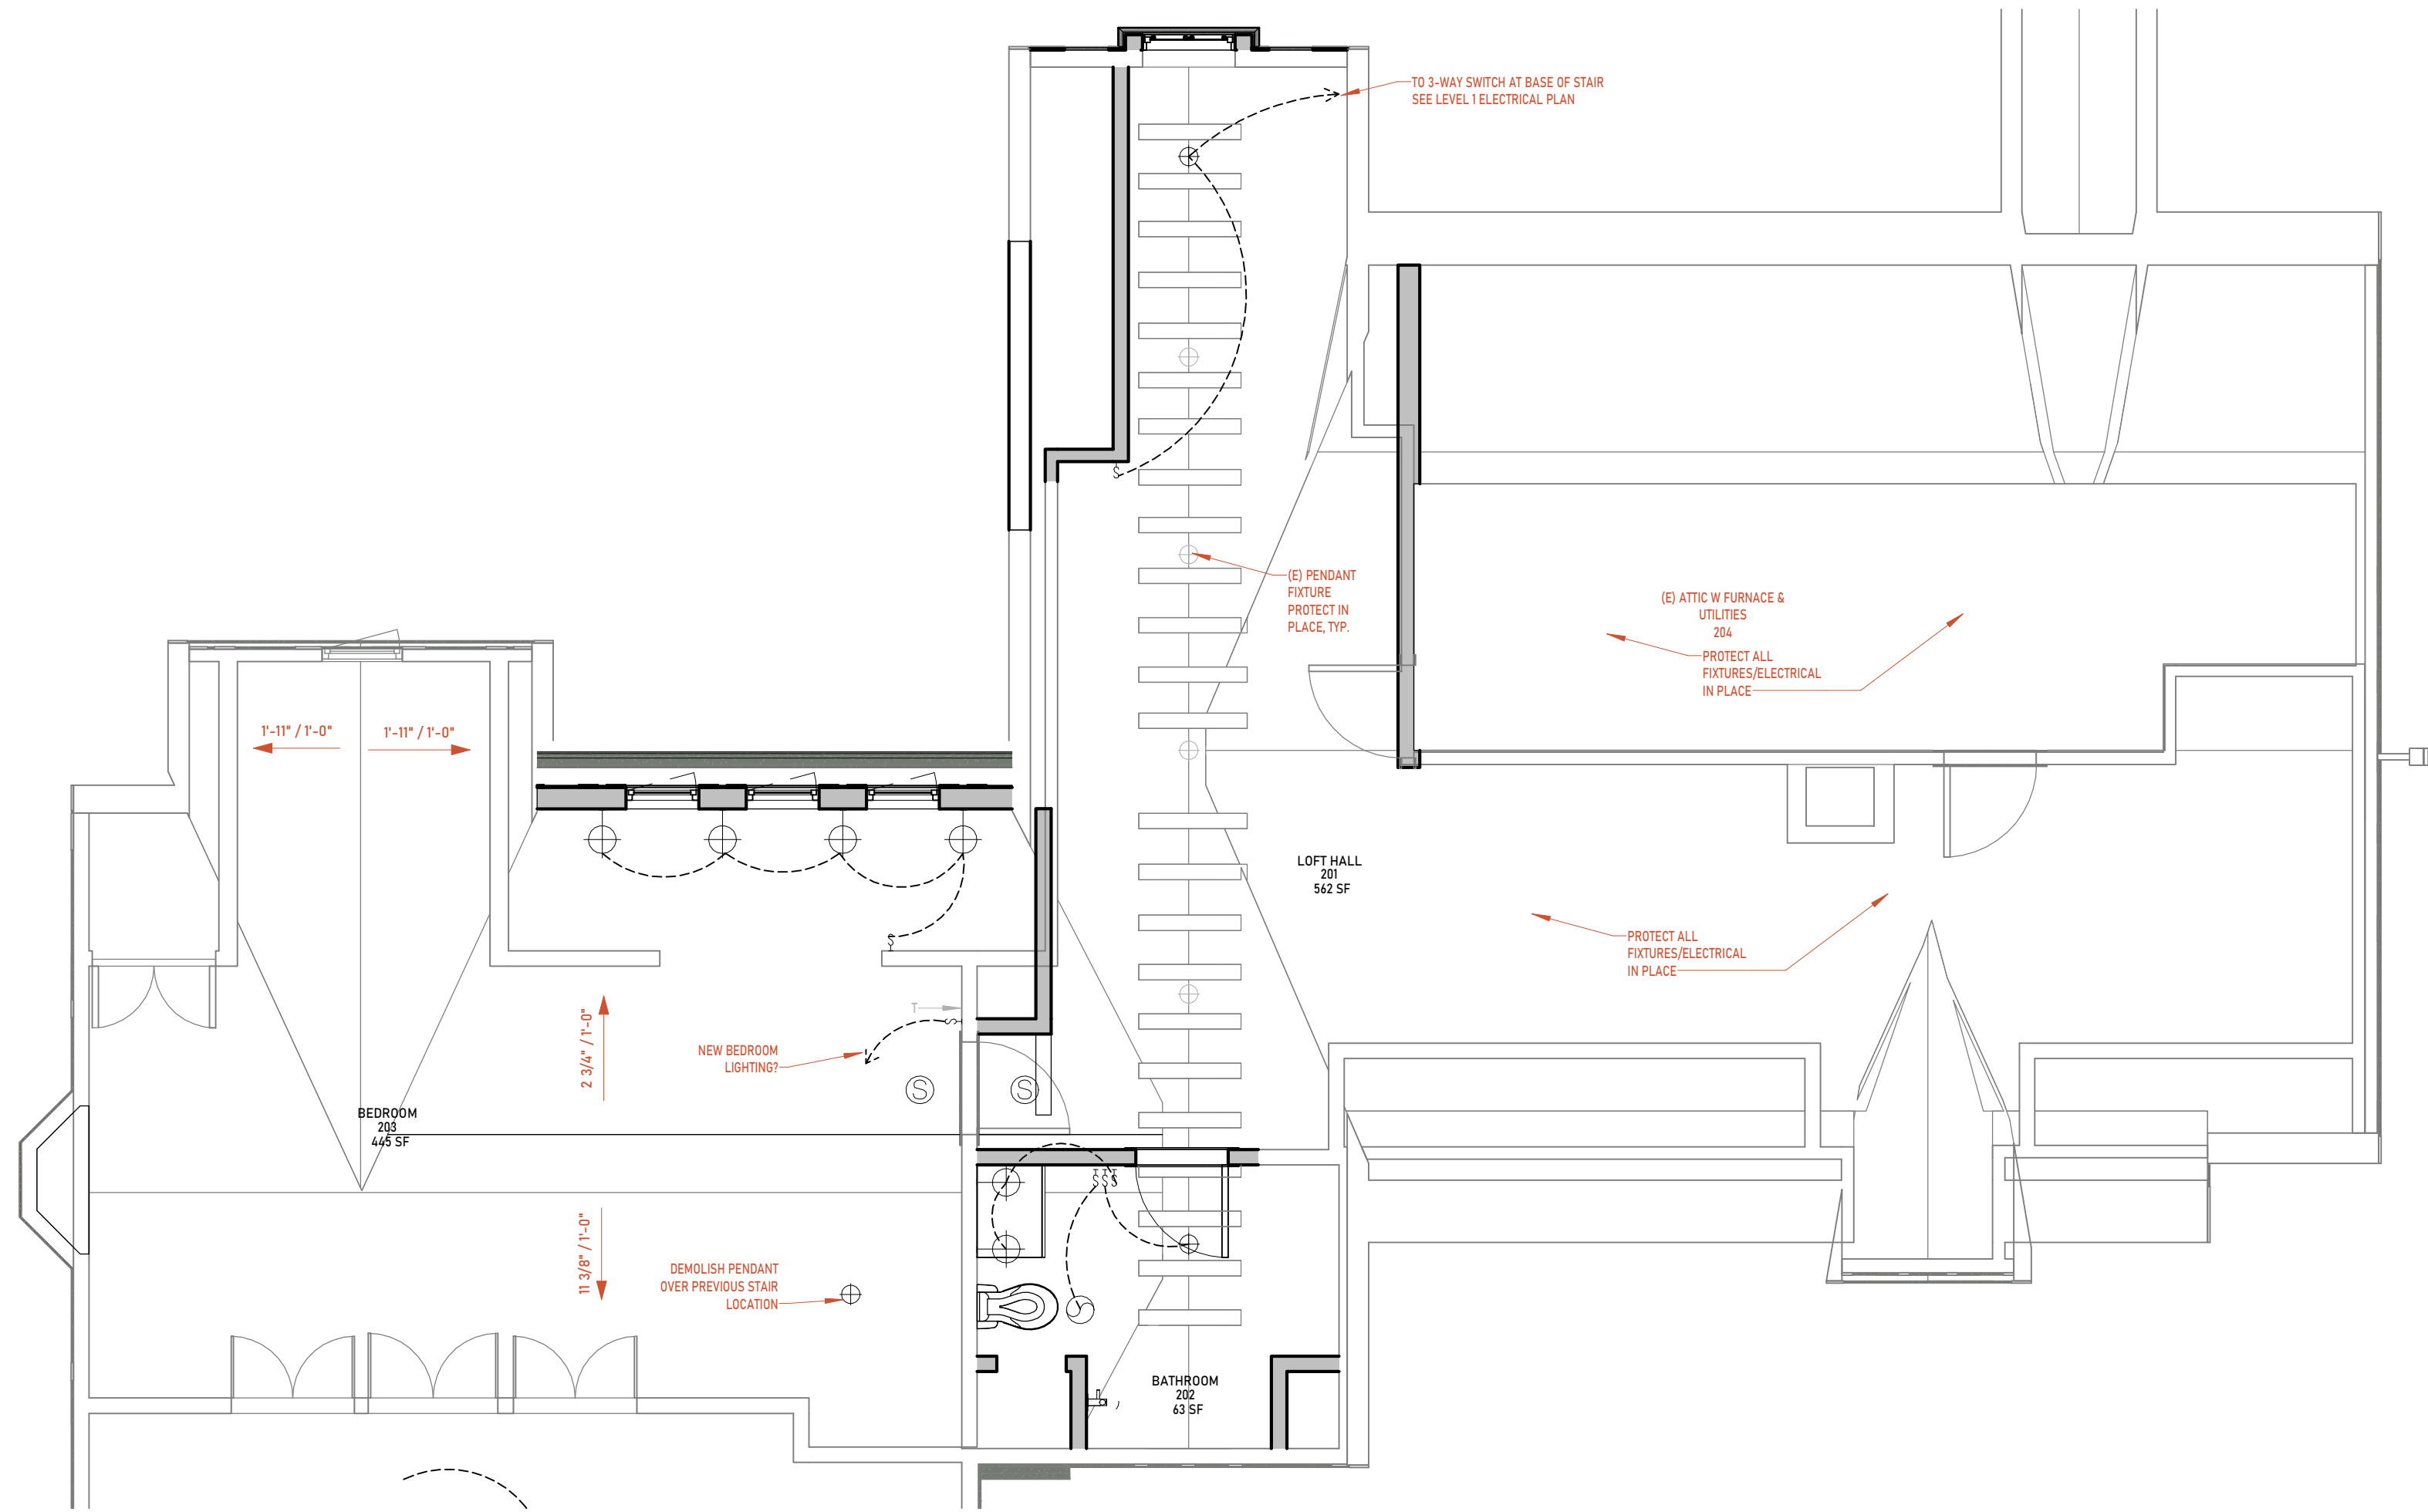 TO 3-WAY SWITCH AT BASE OF STAIR
SEE LEVEL 1 ELECTRICAL PLAN
S
(E) PENDANT
FIXTURE
PROTECT IN
PLACE, TYP.
(E) ATTIC W FURNACE &
UTILITIES
204
PROTECT ALL
FIXTURES/ELECTRICAL
IN PLACE
1'-11" / 1'-0"
1'-11" / 1'-0"
LOFT HALL
201
562 SF
PROTECT ALL
FIXTURES/ELECTRICAL
IN PLACE
S
T
S
2 3/4" / 1'-0"
NEW BEDROOM
LIGHTING?
S
S
BEDROOM
203
445 SF
SSS
11 3/8" / 1'-0"
DEMOLISH PENDANT
OVER PREVIOUS STAIR
LOCATION
BATHROOM
202
63 SF